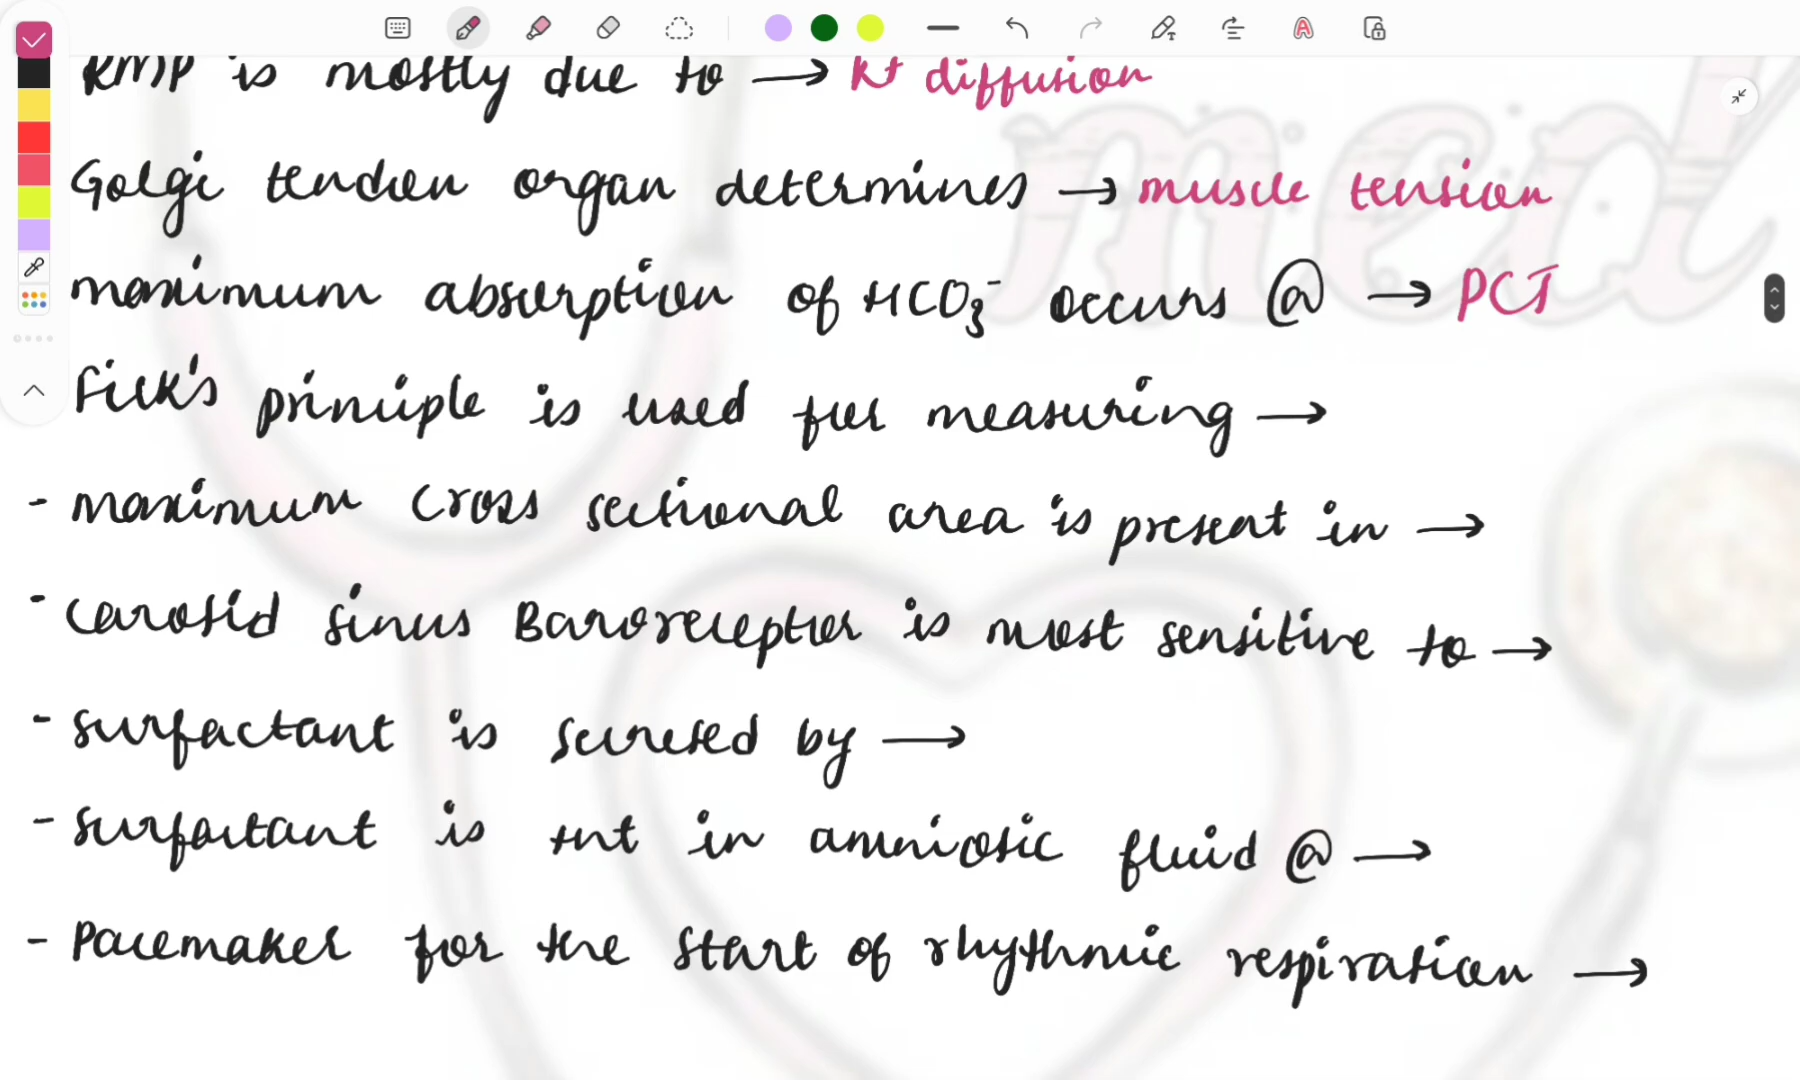 RMP is mostly due to → K+ diffusion
Golgi tendon organ determines → muscle tension
maximum absorption of HCO₃⁻ occurs @ → PCT
Fick's principle is used for measuring →
- maximum cross sectional area is present in →
- carotid sinus Baroreceptor is most sensitive to →
- surfactant is secreted by →
- surfactant is +nt in amniotic fluid @ →
- Pacemaker for the start of rhythmic respiration →
med